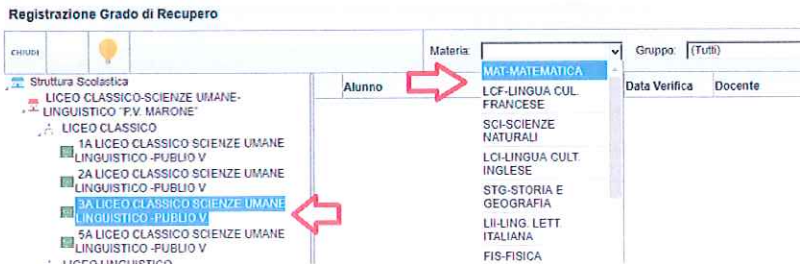 Registrazione Grado di Recupero
CHIUDI
Materia:
Gruppo: (Tutti)
Struttura Scolastica
LICEO CLASSICO-SCIENZE UMANE-
LINGUISTICO "P.V. MARONE"
LICEO CLASSICO
1A LICEO CLASSICO SCIENZE UMANE
LINGUISTICO -PUBLIO V
2A LICEO CLASSICO SCIENZE UMANE
LINGUISTICO -PUBLIO V
3A LICEO CLASSICO SCIENZE UMANE
LINGUISTICO -PUBLIO V
5A LICEO CLASSICO SCIENZE UMANE
LINGUISTICO -PUBLIO V
LICEO LINGUISTICO
Alunno
Data Verifica
Docente
MAT-MATEMATICA
LCF-LINGUA CUL.
FRANCESE
SCI-SCIENZE
NATURALI
LCI-LINGUA CULT.
INGLESE
STG-STORIA E
GEOGRAFIA
LII-LING. LETT.
ITALIANA
FIS-FISICA